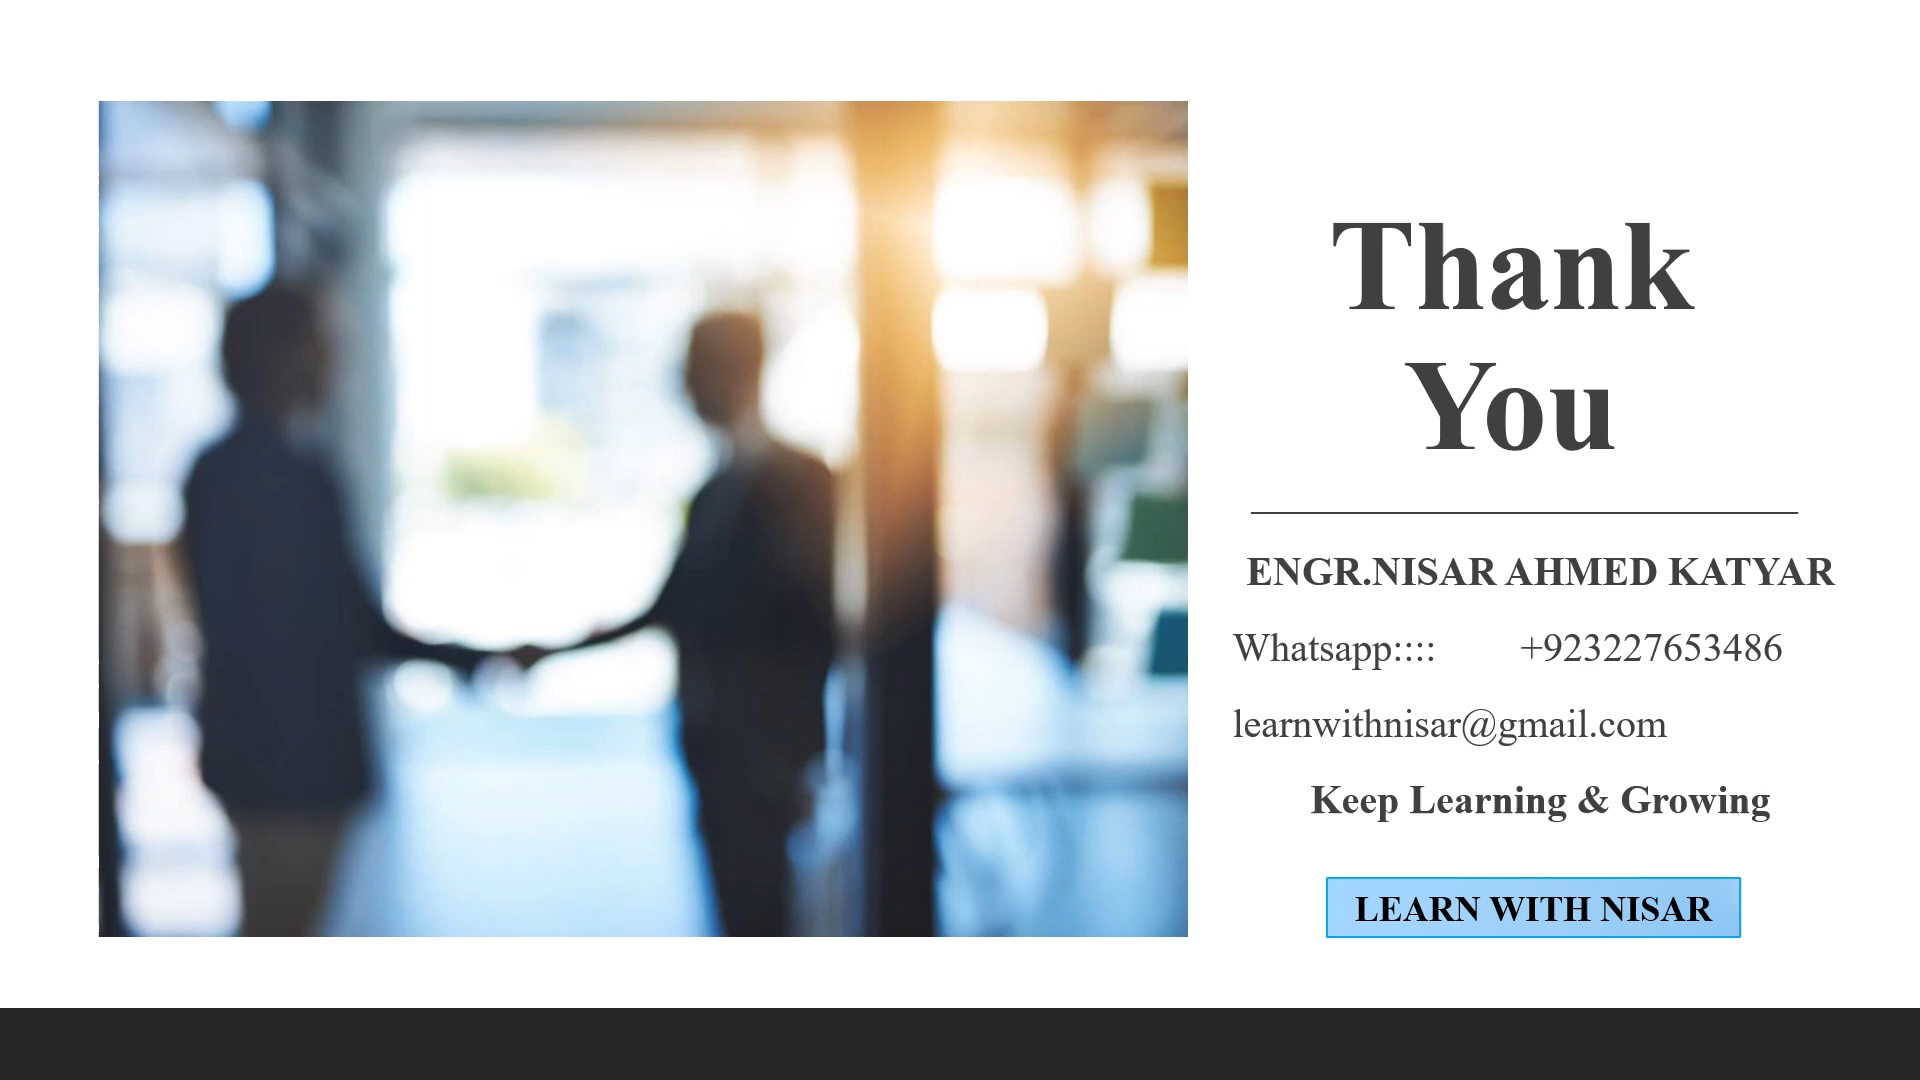 Thank
You
ENGR.NISAR AHMED KATYAR
Whatsapp:::: +923227653486
learnwithnisar@gmail.com
Keep Learning & Growing
LEARN WITH NISAR